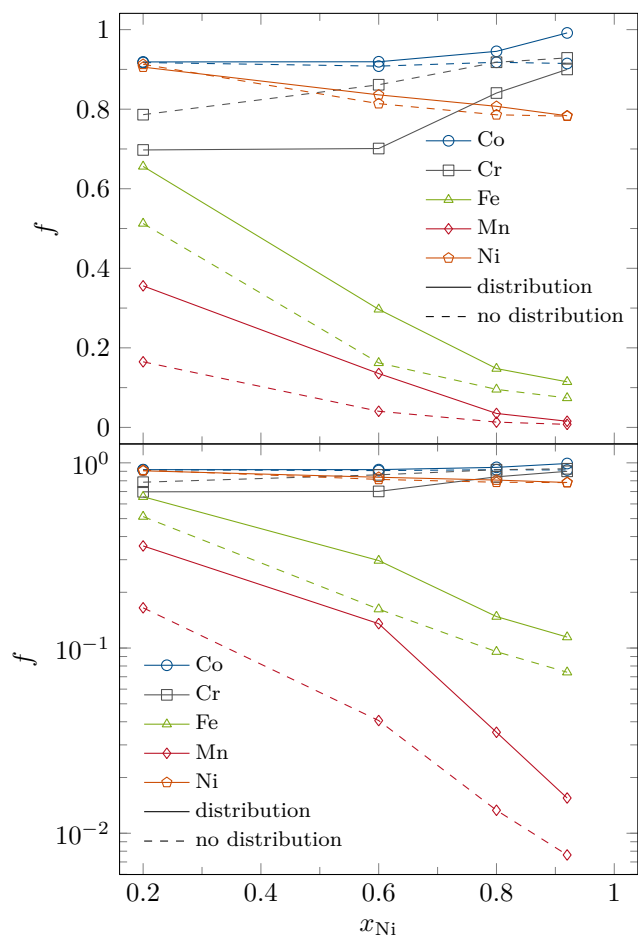 1
0.8
0.6
0.4
0.2
0
f
Co
Cr
Fe
Mn
Ni
distribution
no distribution
10^0
10^{-1}
10^{-2}
f
Co
Cr
Fe
Mn
Ni
distribution
no distribution
0.2 0.4 0.6 0.8 1
x_{Ni}